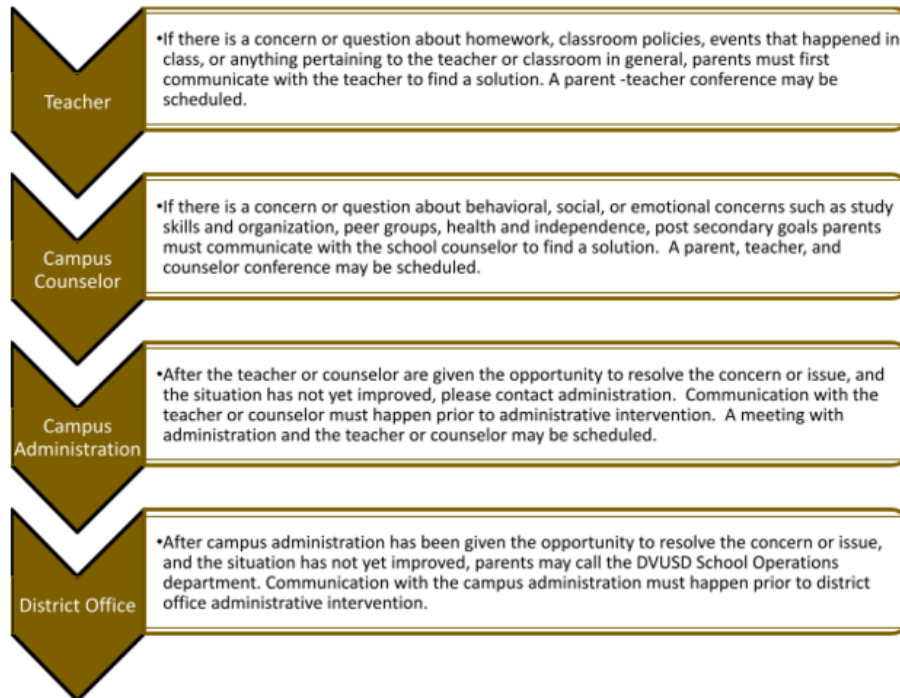 Teacher
•If there is a concern or question about homework, classroom policies, events that happened in
class, or anything pertaining to the teacher or classroom in general, parents must first
communicate with the teacher to find a solution. A parent -teacher conference may be
scheduled.
Campus
Counselor
•If there is a concern or question about behavioral, social, or emotional concerns such as study
skills and organization, peer groups, health and independence, post secondary goals parents
must communicate with the school counselor to find a solution.  A parent, teacher, and
counselor conference may be scheduled.
Campus
Administration
•After the teacher or counselor are given the opportunity to resolve the concern or issue, and
the situation has not yet improved, please contact administration.  Communication with the
teacher or counselor must happen prior to administrative intervention.  A meeting with
administration and the teacher or counselor may be scheduled.
District Office
•After campus administration has been given the opportunity to resolve the concern or issue,
and the situation has not yet improved, parents may call the DVUSD School Operations
department. Communication with the campus administration must happen prior to district
office administrative intervention.